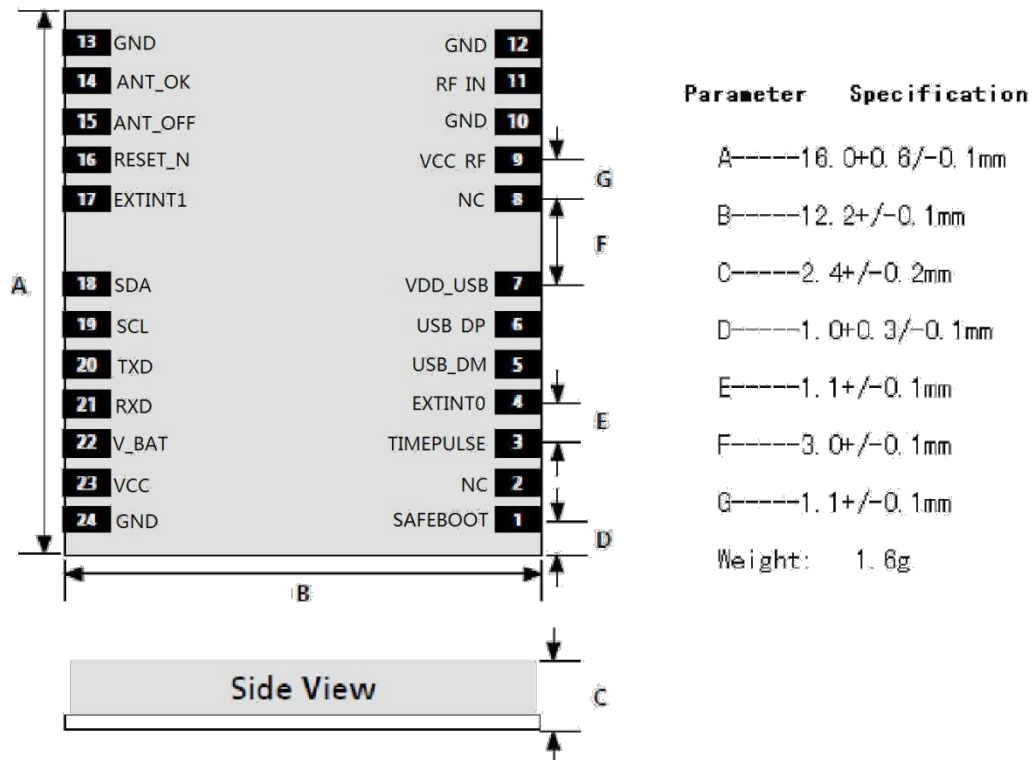 13 GND GND 12
14 ANT_OK RF IN 11
15 ANT_OFF GND 10
16 RESET_N VCC RF 9
17 EXTINT1 NC 8
18 SDA VDD_USB 7
19 SCL USB DP 6
20 TXD USB_DM 5
21 RXD EXTINT0 4
22 V_BAT TIMEPULSE 3
23 VCC NC 2
24 GND SAFEBOOT 1
A
G
F
E
D
B
Side View
C
Parameter Specification
A-----16.0+0.6/-0.1mm
B-----12.2+/-0.1mm
C-----2.4+/-0.2mm
D-----1.0+0.3/-0.1mm
E-----1.1+/-0.1mm
F-----3.0+/-0.1mm
G-----1.1+/-0.1mm
Weight: 1.6g